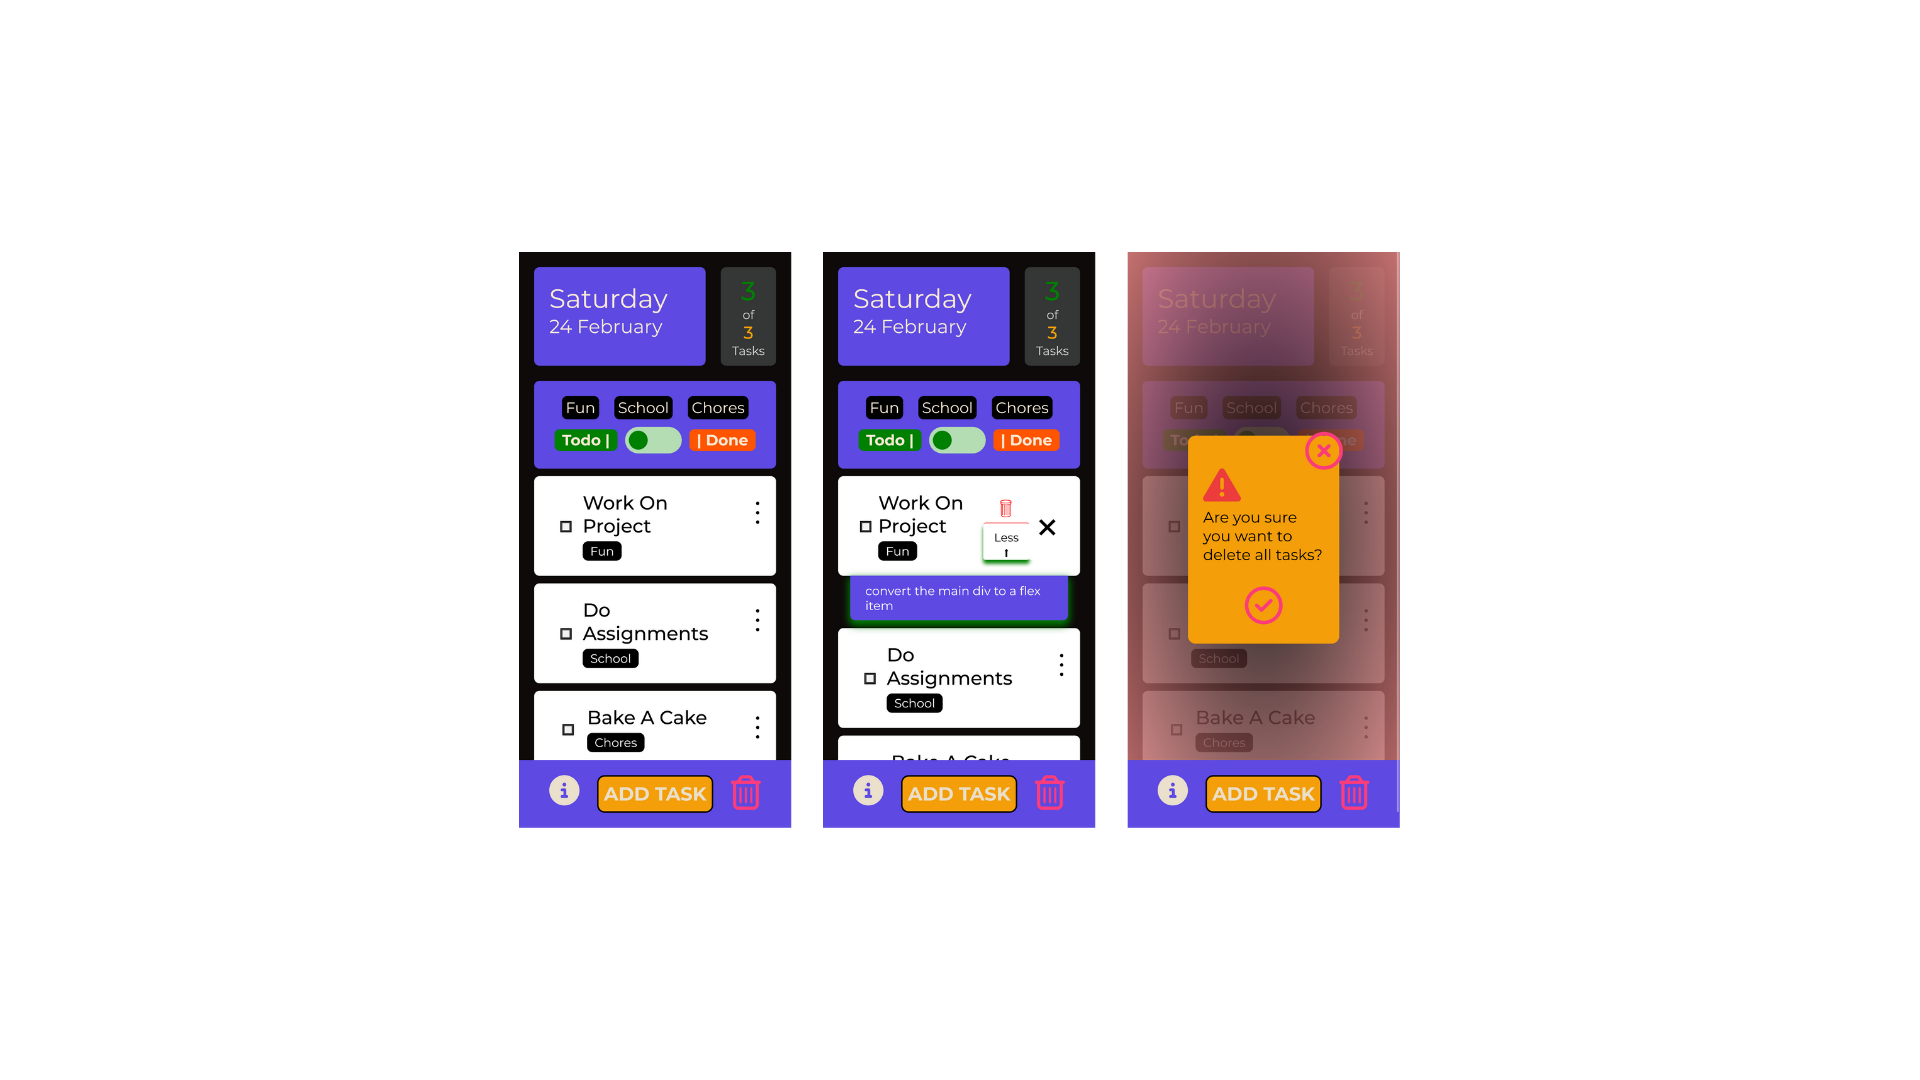 Saturday
24 February
3
of
3
Tasks
Fun School Chores
Todo | | Done
Work On
Project
Fun
Do
Assignments
School
Bake A Cake
Chores
ADD TASK
Saturday
24 February
3
of
3
Tasks
Fun School Chores
Todo | | Done
Work On
Project
Fun
Less
convert the main div to a flex
item
Do
Assignments
School
Bake A Cake
ADD TASK
Saturday
24 February
3
of
3
Tasks
Fun School Chores
Are you sure
you want to
delete all tasks?
School
Bake A Cake
Chores
ADD TASK